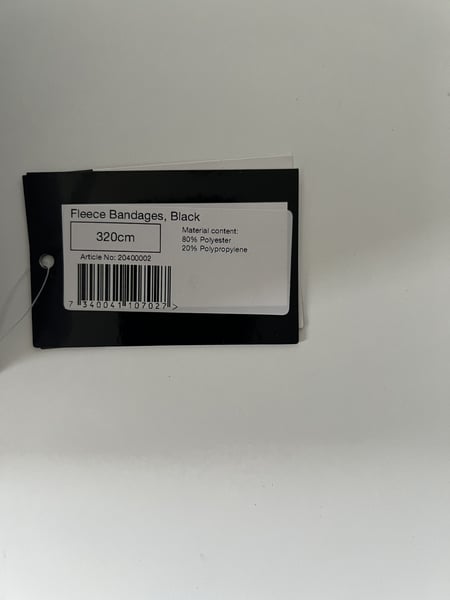 Fleece Bandages, Black
320cm
Material content:
80% Polyester
20% Polypropylene
Article No: 20400002
7 340041 107027 >